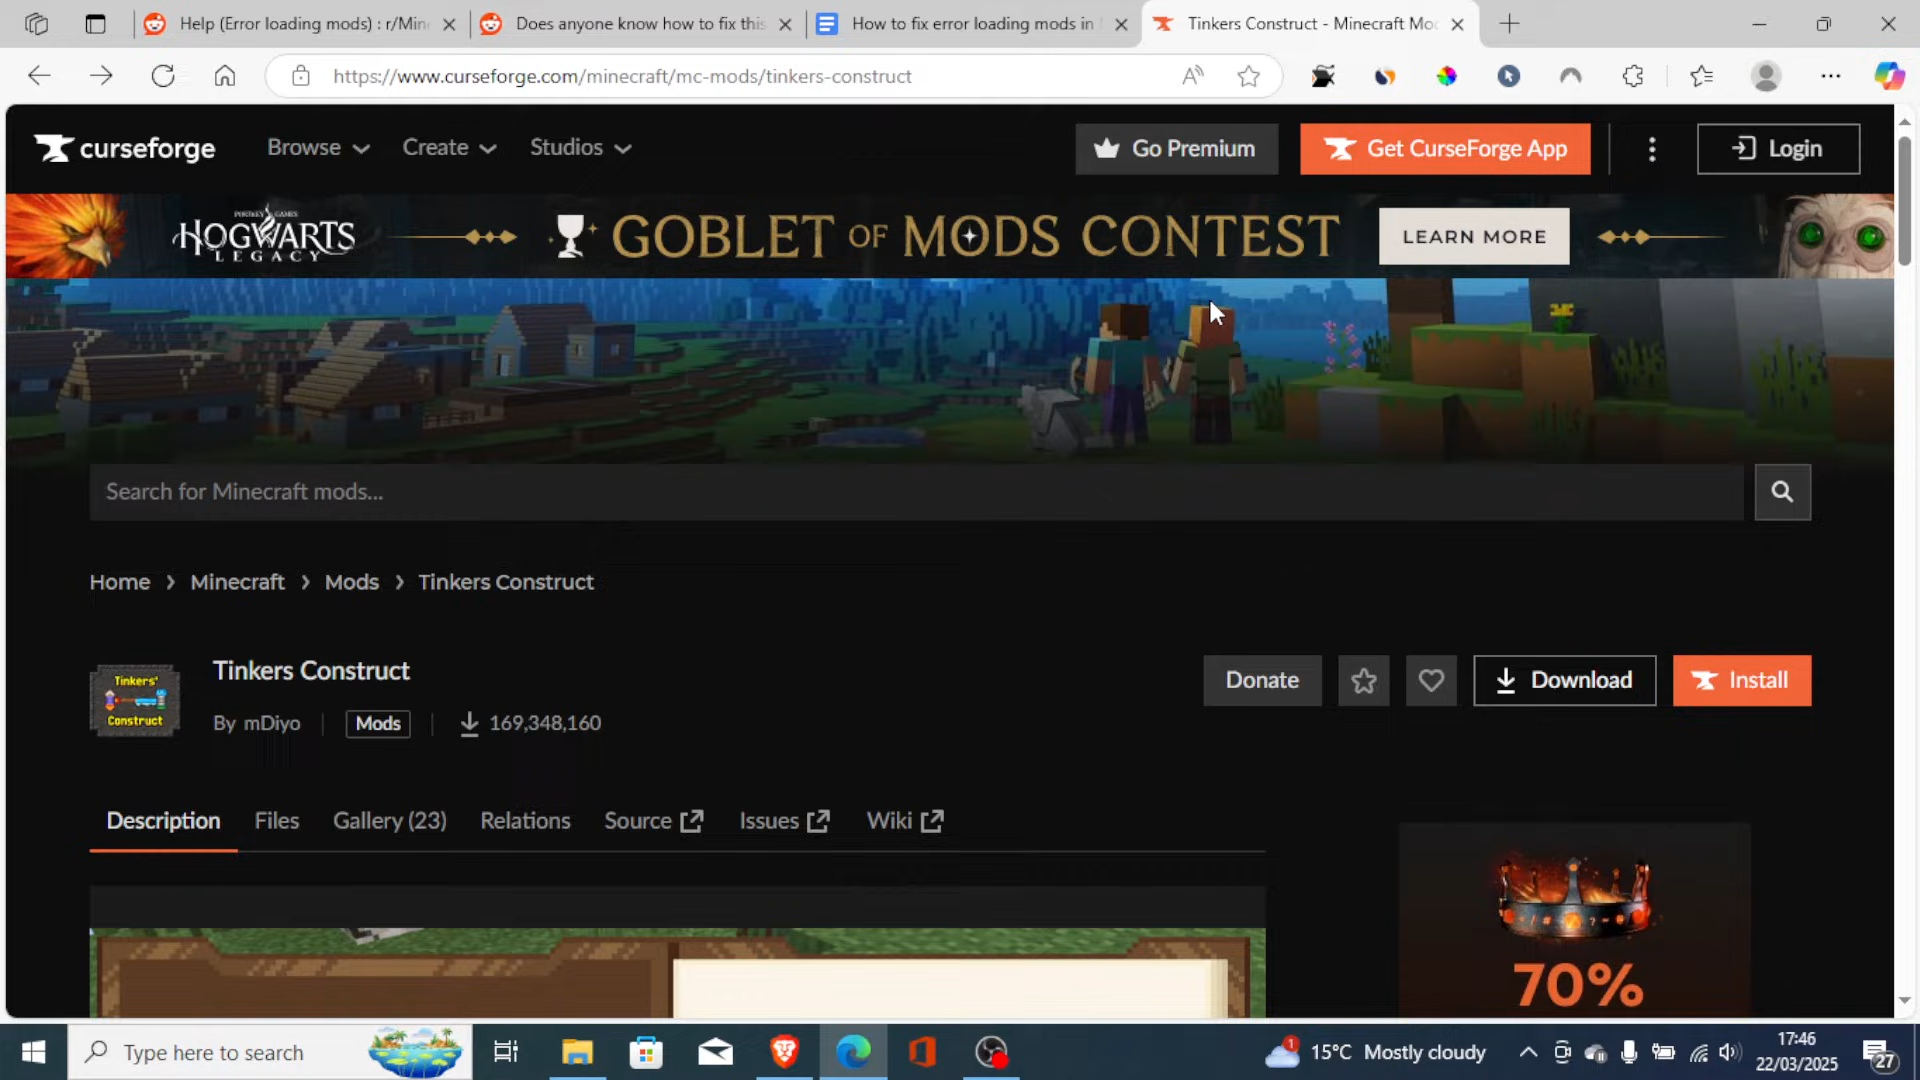 Help (Error loading mods) : r/Min
Does anyone know how to fix this
How to fix error loading mods in
Tinkers Construct - Minecraft Mo
https://www.curseforge.com/minecraft/mc-mods/tinkers-construct
curseforge
Browse
Create
Studios
Go Premium
Get CurseForge App
Login
PORTKEY GAMES
HOGWARTS
LEGACY
GOBLET OF MODS CONTEST
LEARN MORE
Search for Minecraft mods...
Home > Minecraft > Mods > Tinkers Construct
Tinkers'
Construct
Tinkers Construct
By mDiyo
Mods
169,348,160
Donate
Download
Install
Description
Files
Gallery (23)
Relations
Source
Issues
Wiki
70%
Type here to search
1
15°C Mostly cloudy
17:46
22/03/2025
27